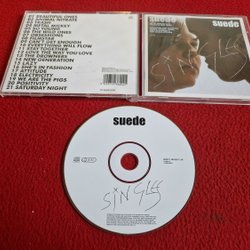 01 BEAUTIFUL ONES
02 ANIMAL NITRATE
03 TRASH
04 METAL MICKEY
05 SO YOUNG
06 THE WILD ONES
07 OBSESSIONS
08 FILMSTAR
09 CAN'T GET ENOUGH
10 EVERYTHING WILL FLOW
11 STAY TOGETHER
12 LOVE THE WAY YOU LOVE
13 THE DROWNERS
14 NEW GENERATION
15 LAZY
16 SHE'S IN FASHION
17 ATTITUDE
18 ELECTRICITY
19 WE ARE THE PIGS
20 POSITIVITY
21 SATURDAY NIGHT
suede
suede
SINGLES
suede
SINGLES